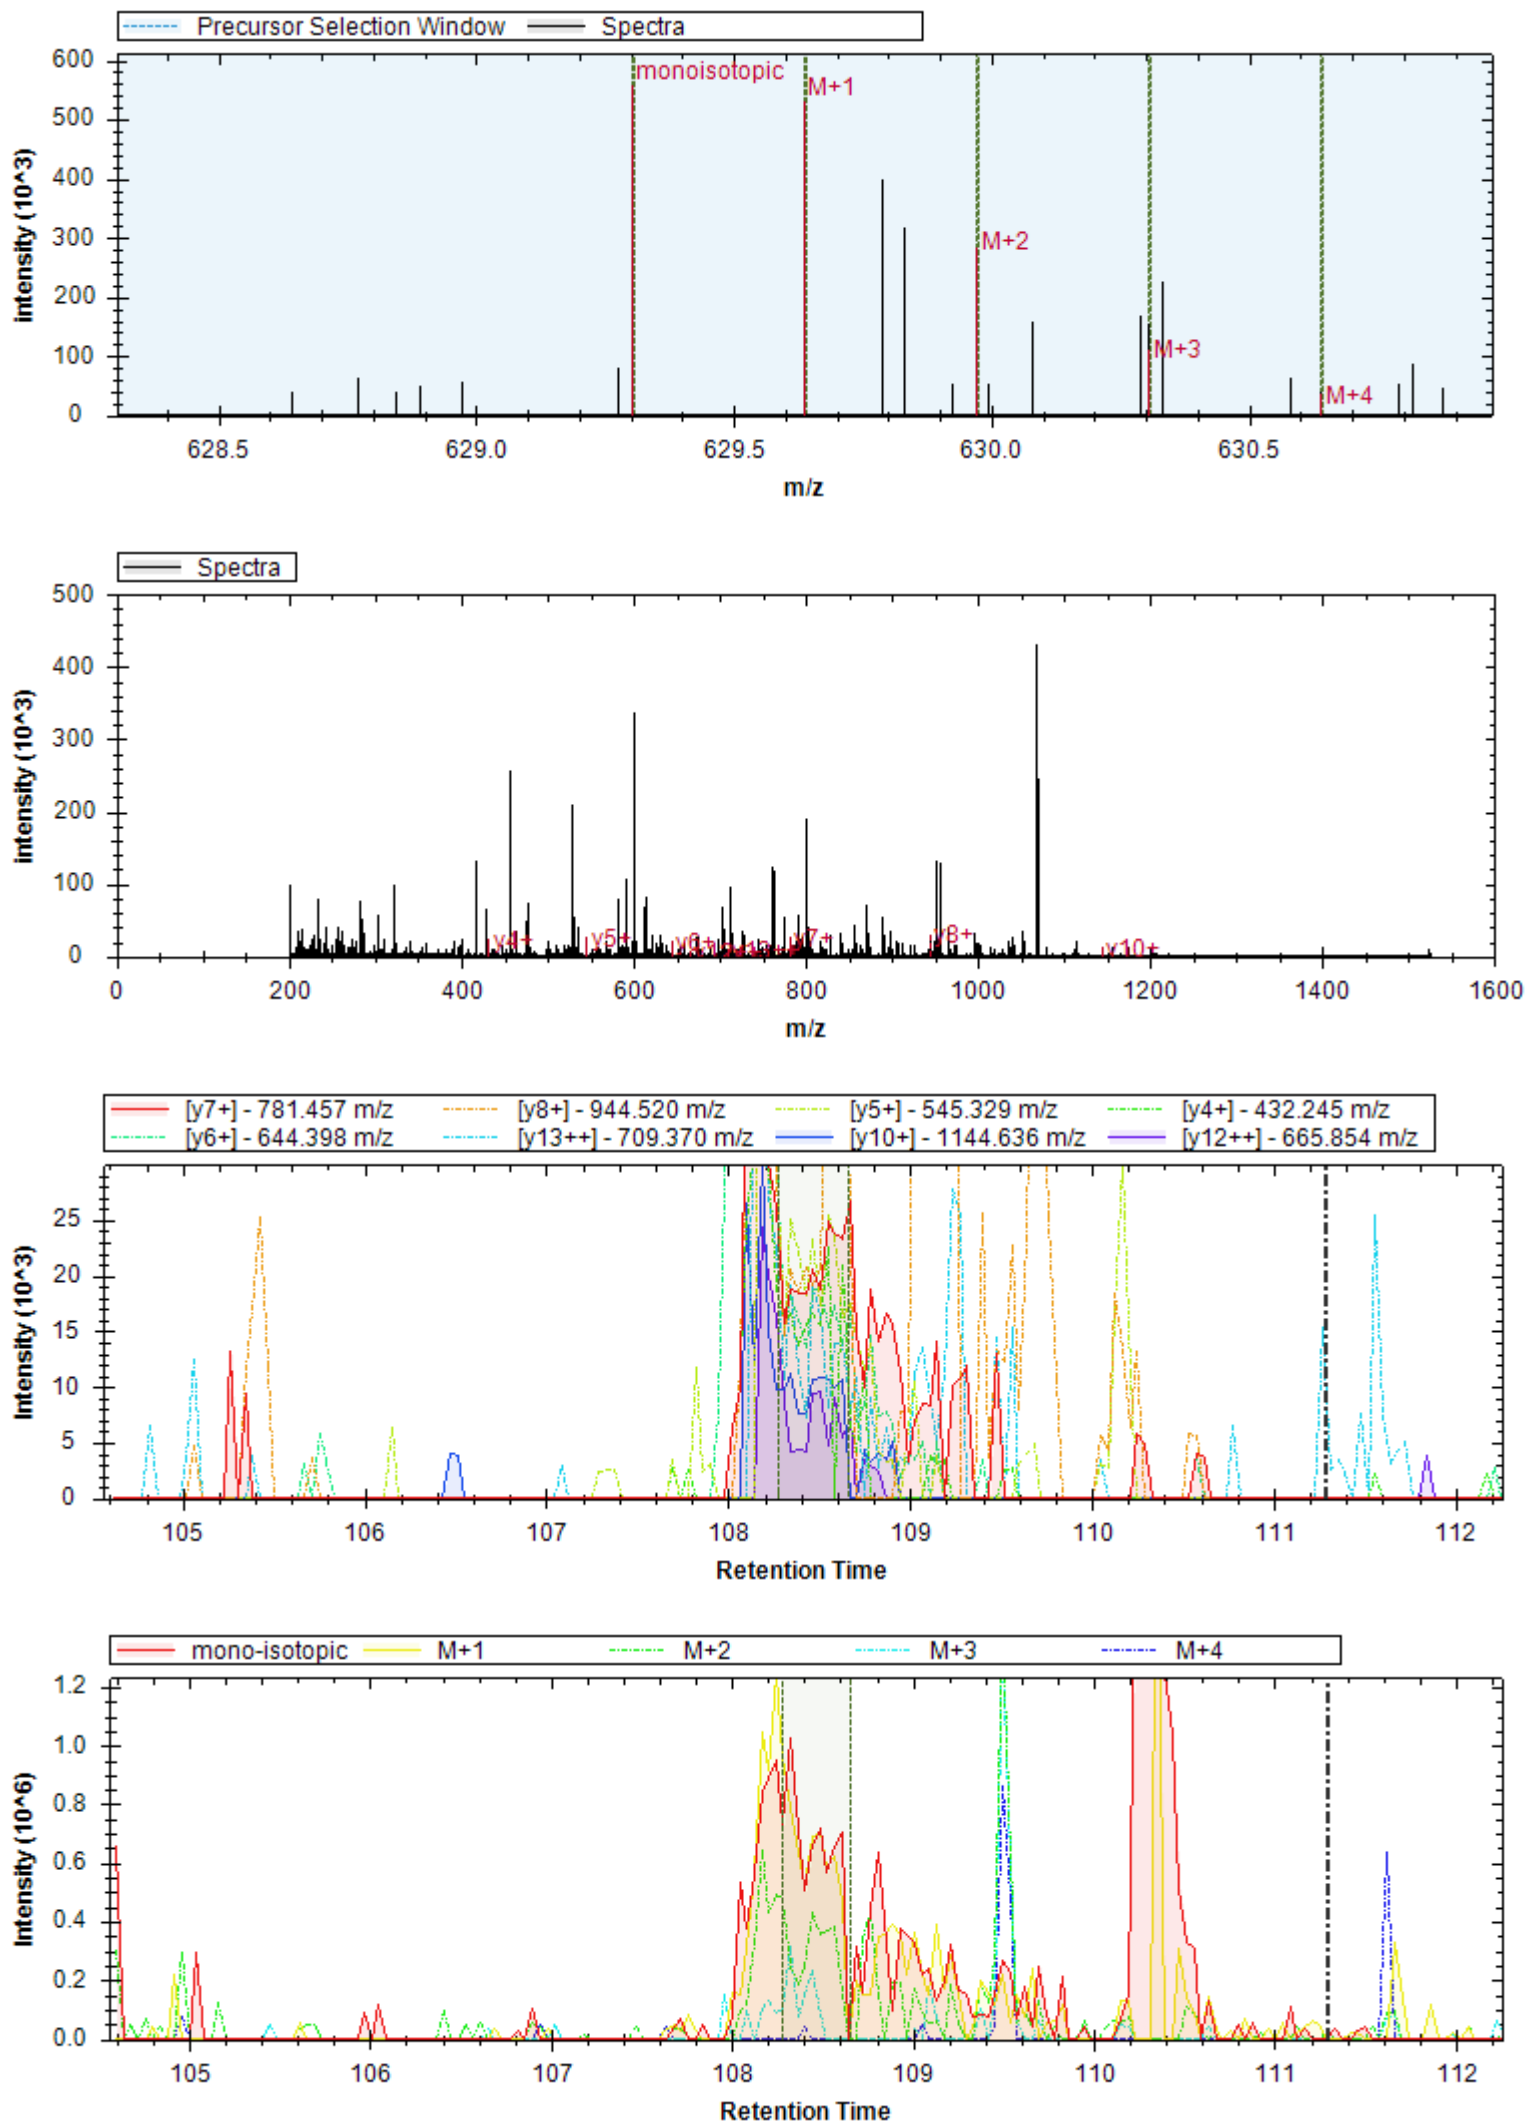 Precursor Selection Window Spectra
600
500
400
300
200
100
0
intensity (10^3)
monoisotopic
M+1
M+2
M+3
M+4
628.5 629.0 629.5 630.0 630.5
m/z
Spectra
500
400
300
200
100
0
intensity (10^3)
y4+ y5+ y6+ y7+ y8+ y10+
0 200 400 600 800 1000 1200 1400 1600
m/z
[y7+] - 781.457 m/z [y8+] - 944.520 m/z [y5+] - 545.329 m/z [y4+] - 432.245 m/z
[y6+] - 644.398 m/z [y13++] - 709.370 m/z [y10+] - 1144.636 m/z [y12++] - 665.854 m/z
25
20
15
10
5
0
Intensity (10^3)
105 106 107 108 109 110 111 112
Retention Time
mono-isotopic M+1 M+2 M+3 M+4
1.2
1.0
0.8
0.6
0.4
0.2
0.0
Intensity (10^6)
105 106 107 108 109 110 111 112
Retention Time